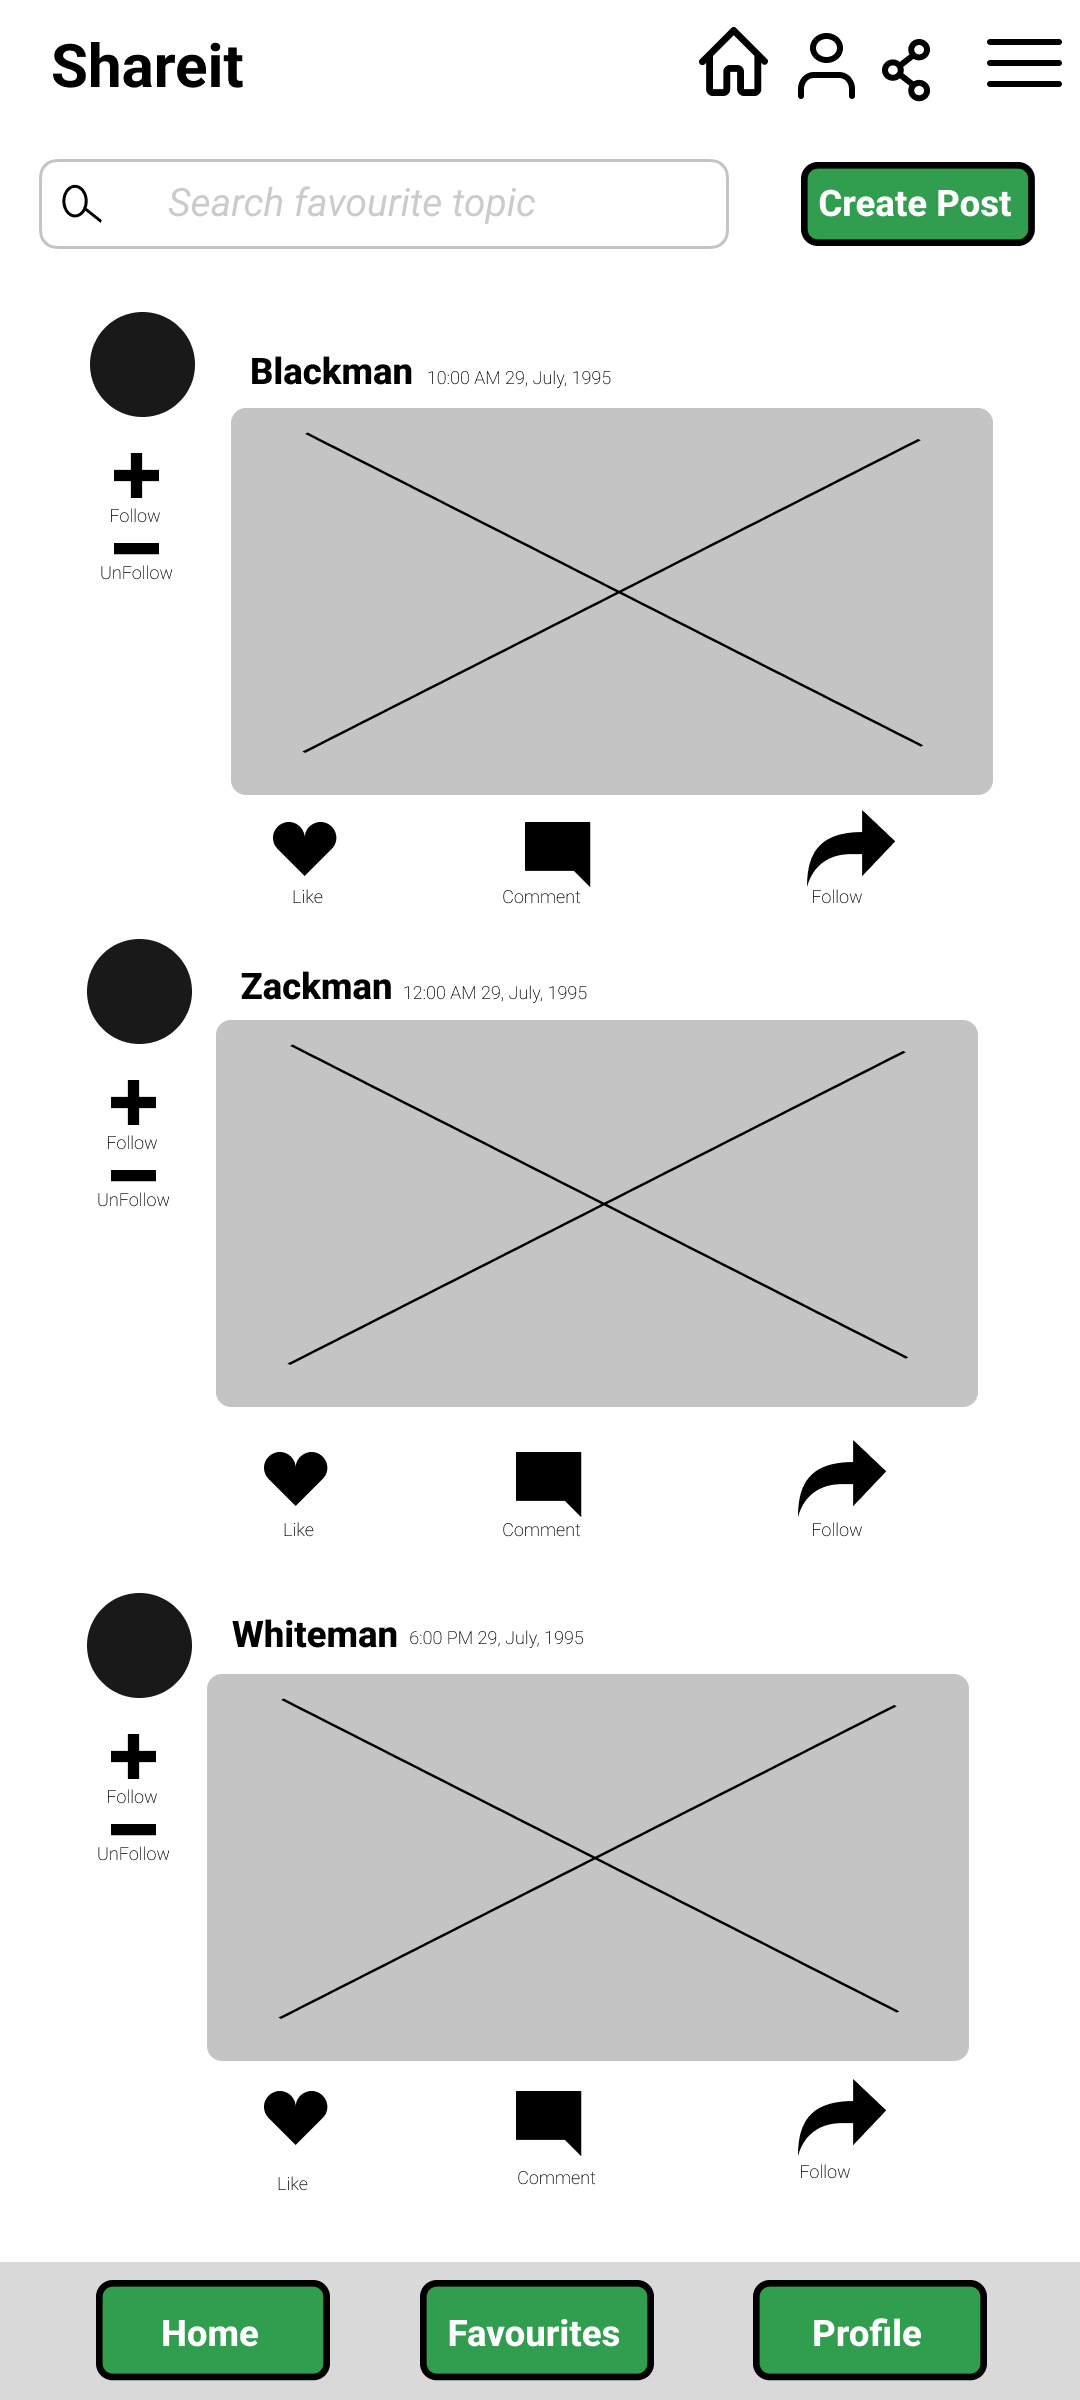 Shareit
Search favourite topic
Create Post
Blackman 10:00 AM 29, July, 1995
Follow
UnFollow
Like Comment Follow
Zackman 12:00 AM 29, July, 1995
Follow
UnFollow
Like Comment Follow
Whiteman 6:00 PM 29, July, 1995
Follow
UnFollow
Like Comment Follow
Home Favourites Profile